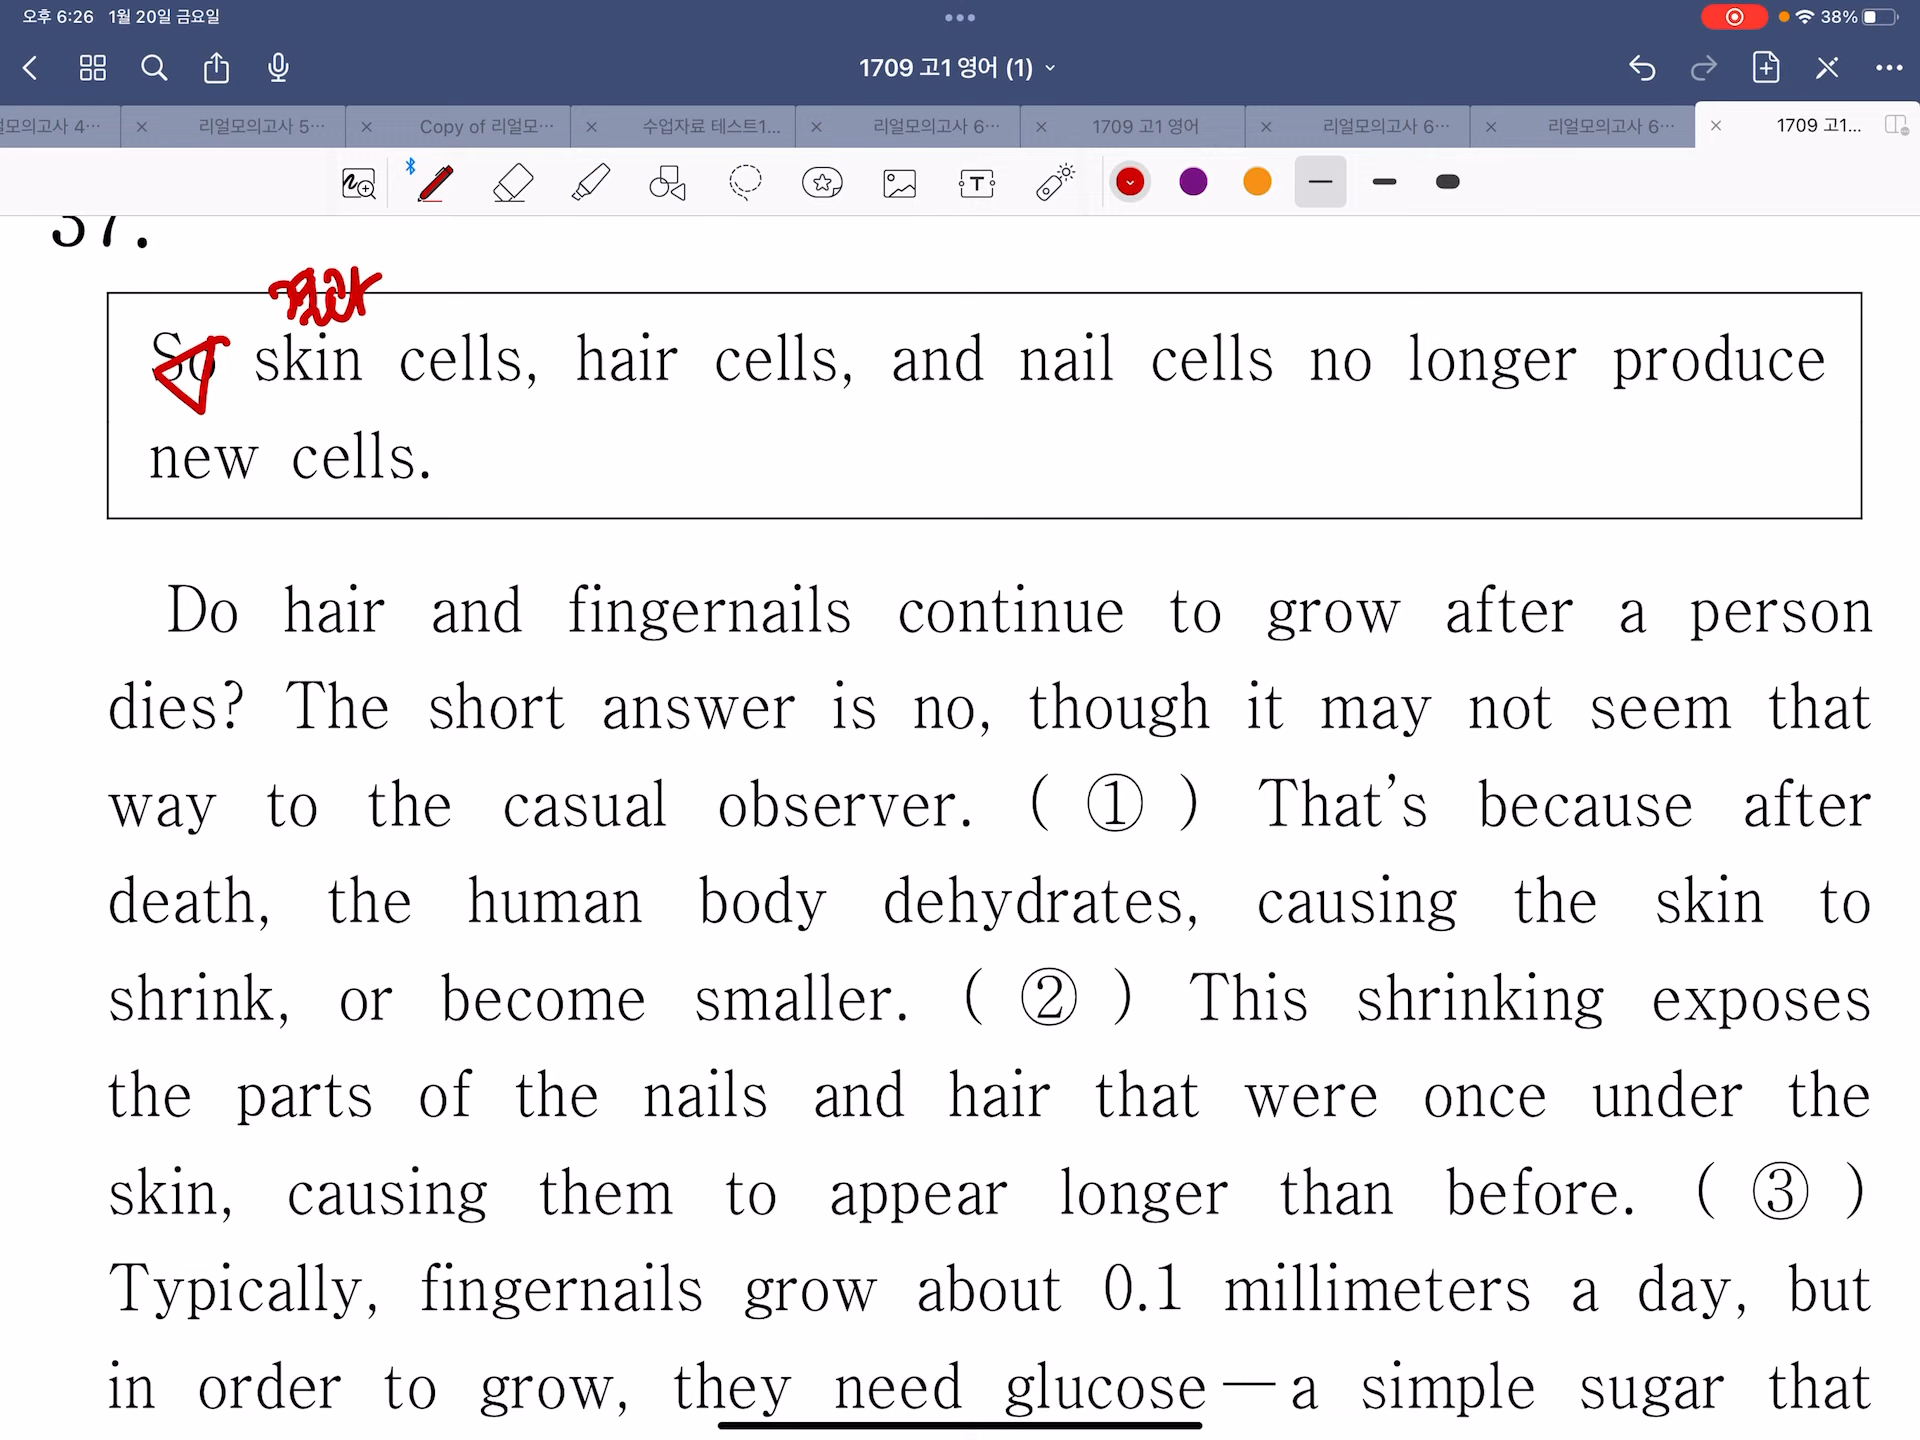 오후 6:26 1월 20일 금요일
38%
1709 고1 영어 (1)
모의고사 4…
리얼모의고사 5…
Copy of 리얼모…
수업자료 테스트1...
리얼모의고사 6…
1709 고1 영어
리얼모의고사 6…
리얼모의고사 6…
1709 고1...
37.
결과
So skin cells, hair cells, and nail cells no longer produce
new cells.
Do hair and fingernails continue to grow after a person
dies? The short answer is no, though it may not seem that
way to the casual observer. ( ① ) That's because after
death, the human body dehydrates, causing the skin to
shrink, or become smaller. ( ② ) This shrinking exposes
the parts of the nails and hair that were once under the
skin, causing them to appear longer than before. ( ③ )
Typically, fingernails grow about 0.1 millimeters a day, but
in order to grow, they need glucose—a simple sugar that